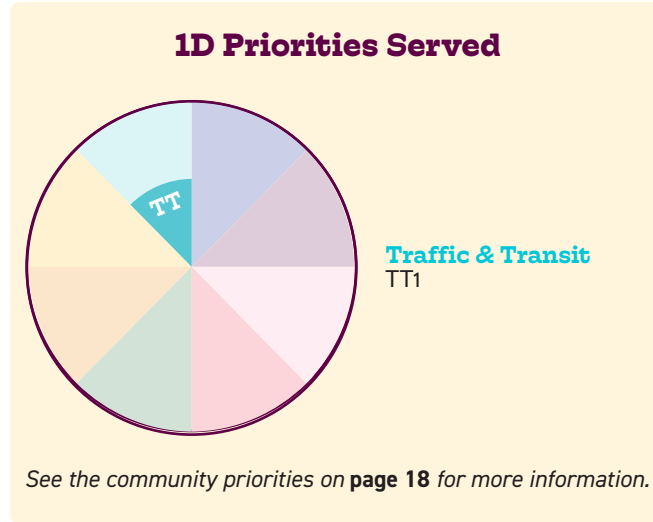 1D Priorities Served
TT
Traffic & Transit
TT1
See the community priorities on page 18 for more information.